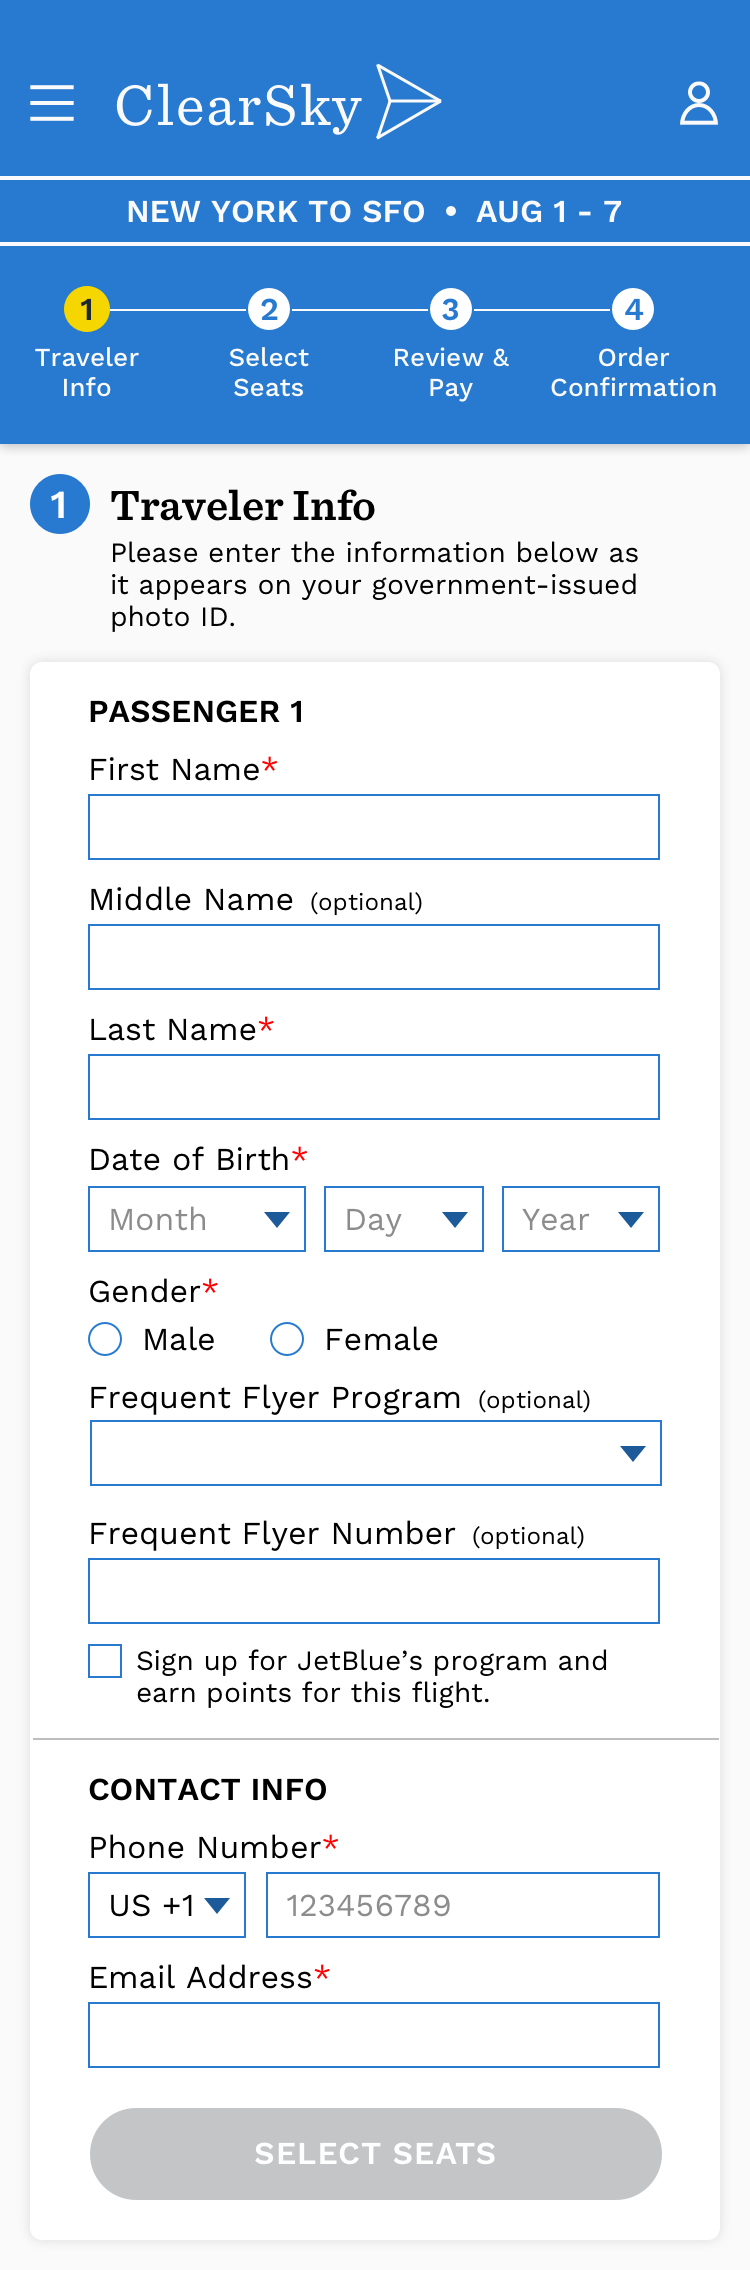 ClearSky
NEW YORK TO SFO • AUG 1 - 7
1
2
3
4
Traveler
Info
Select
Seats
Review &
Pay
Order
Confirmation
1
Traveler Info
Please enter the information below as
it appears on your government-issued
photo ID.
PASSENGER 1
First Name*
Middle Name (optional)
Last Name*
Date of Birth*
Month
Day
Year
Gender*
Male
Female
Frequent Flyer Program (optional)
Frequent Flyer Number (optional)
Sign up for JetBlue’s program and
earn points for this flight.
CONTACT INFO
Phone Number*
US +1
123456789
Email Address*
SELECT SEATS